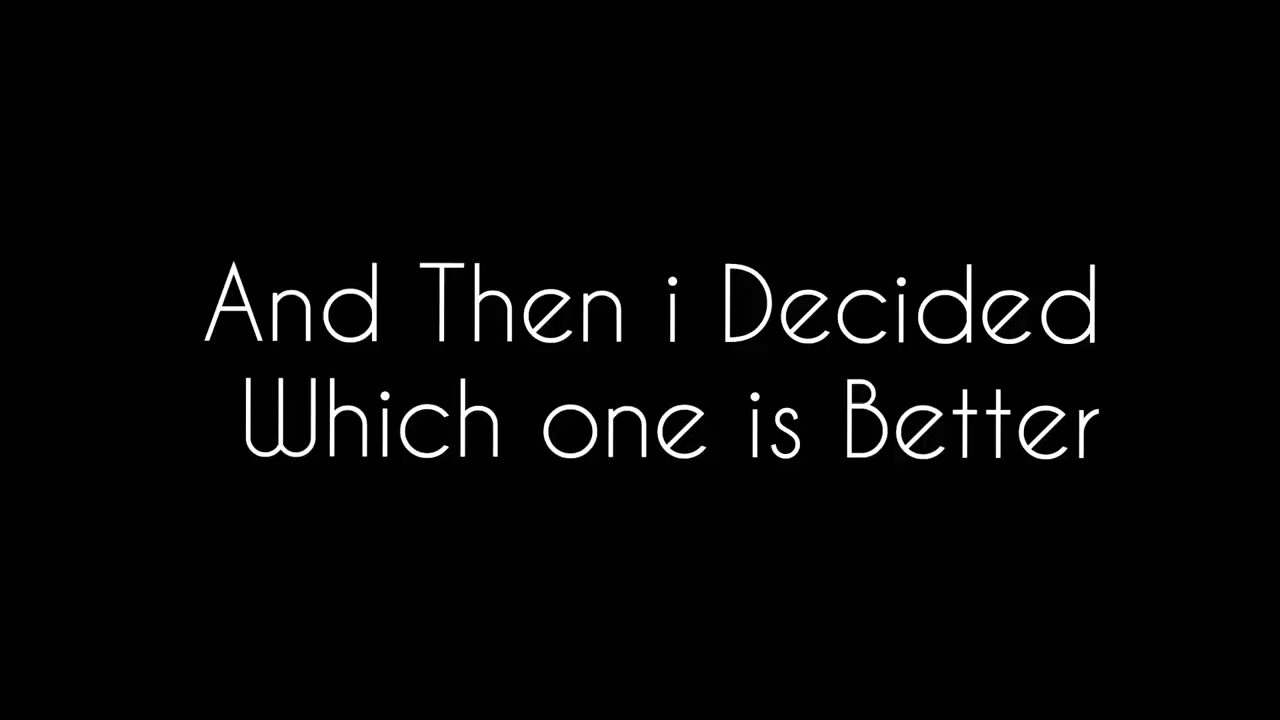 And Then i Decided
Which one is Better